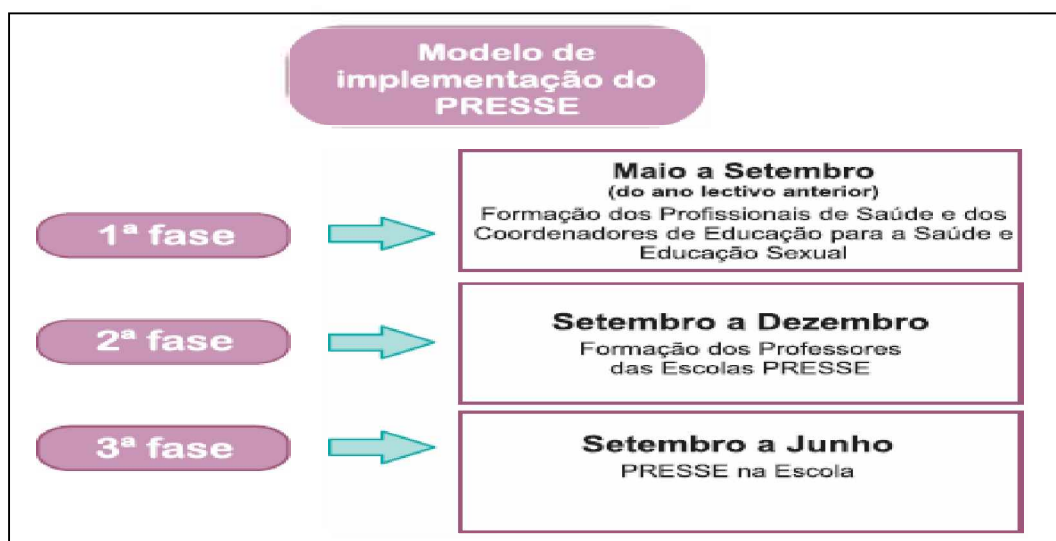 Modelo de
implementação do
PRESSE
1ª fase
Maio a Setembro
(do ano lectivo anterior)
Formação dos Profissionais de Saúde e dos
Coordenadores de Educação para a Saúde e
Educação Sexual
2ª fase
Setembro a Dezembro
Formação dos Professores
das Escolas PRESSE
3ª fase
Setembro a Junho
PRESSE na Escola